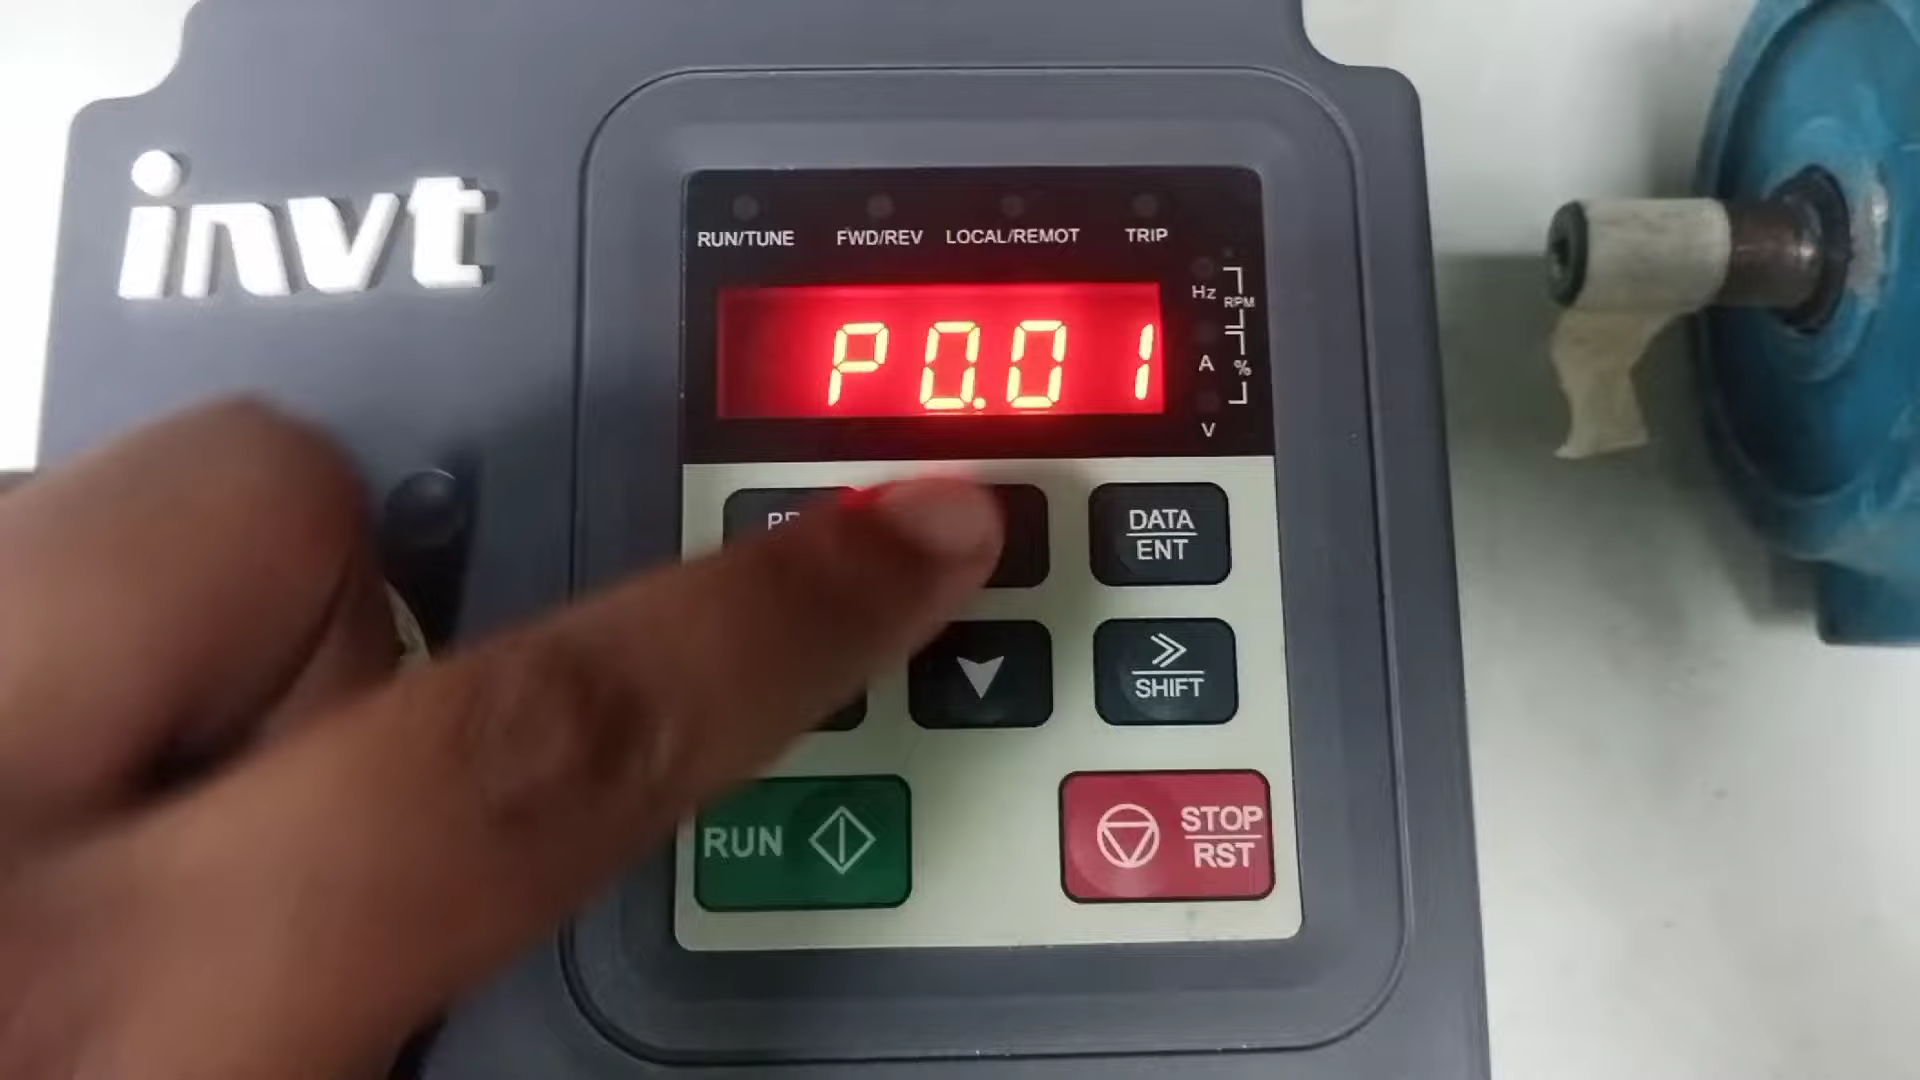 invt
RUN/TUNE FWD/REV LOCAL/REMOT TRIP
Hz
RPM
P0.01
A
%
V
DATA
ENT
SHIFT
RUN
STOP
RST